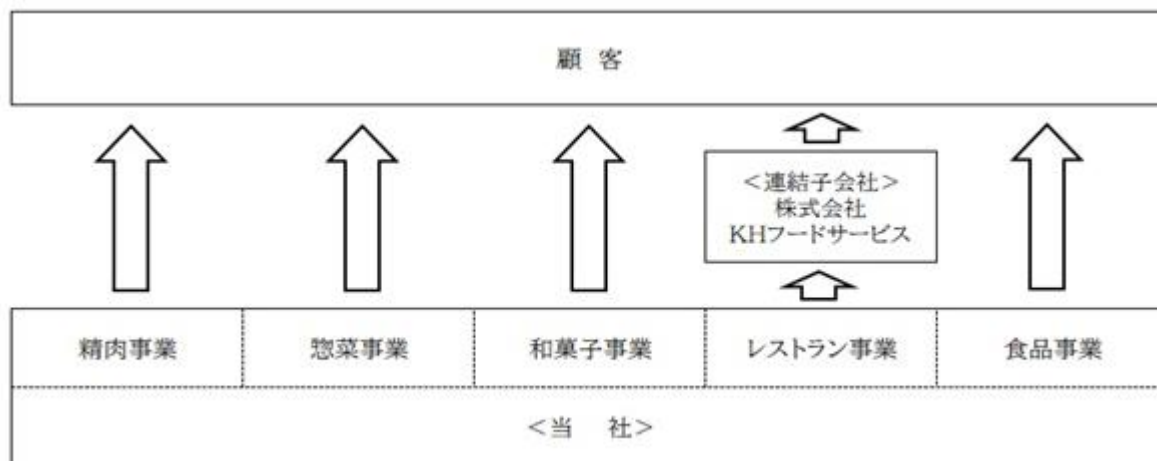 顧 客
＜連結子会社＞
株式会社
KHフードサービス
精肉事業
惣菜事業
和菓子事業
レストラン事業
食品事業
＜当 社＞